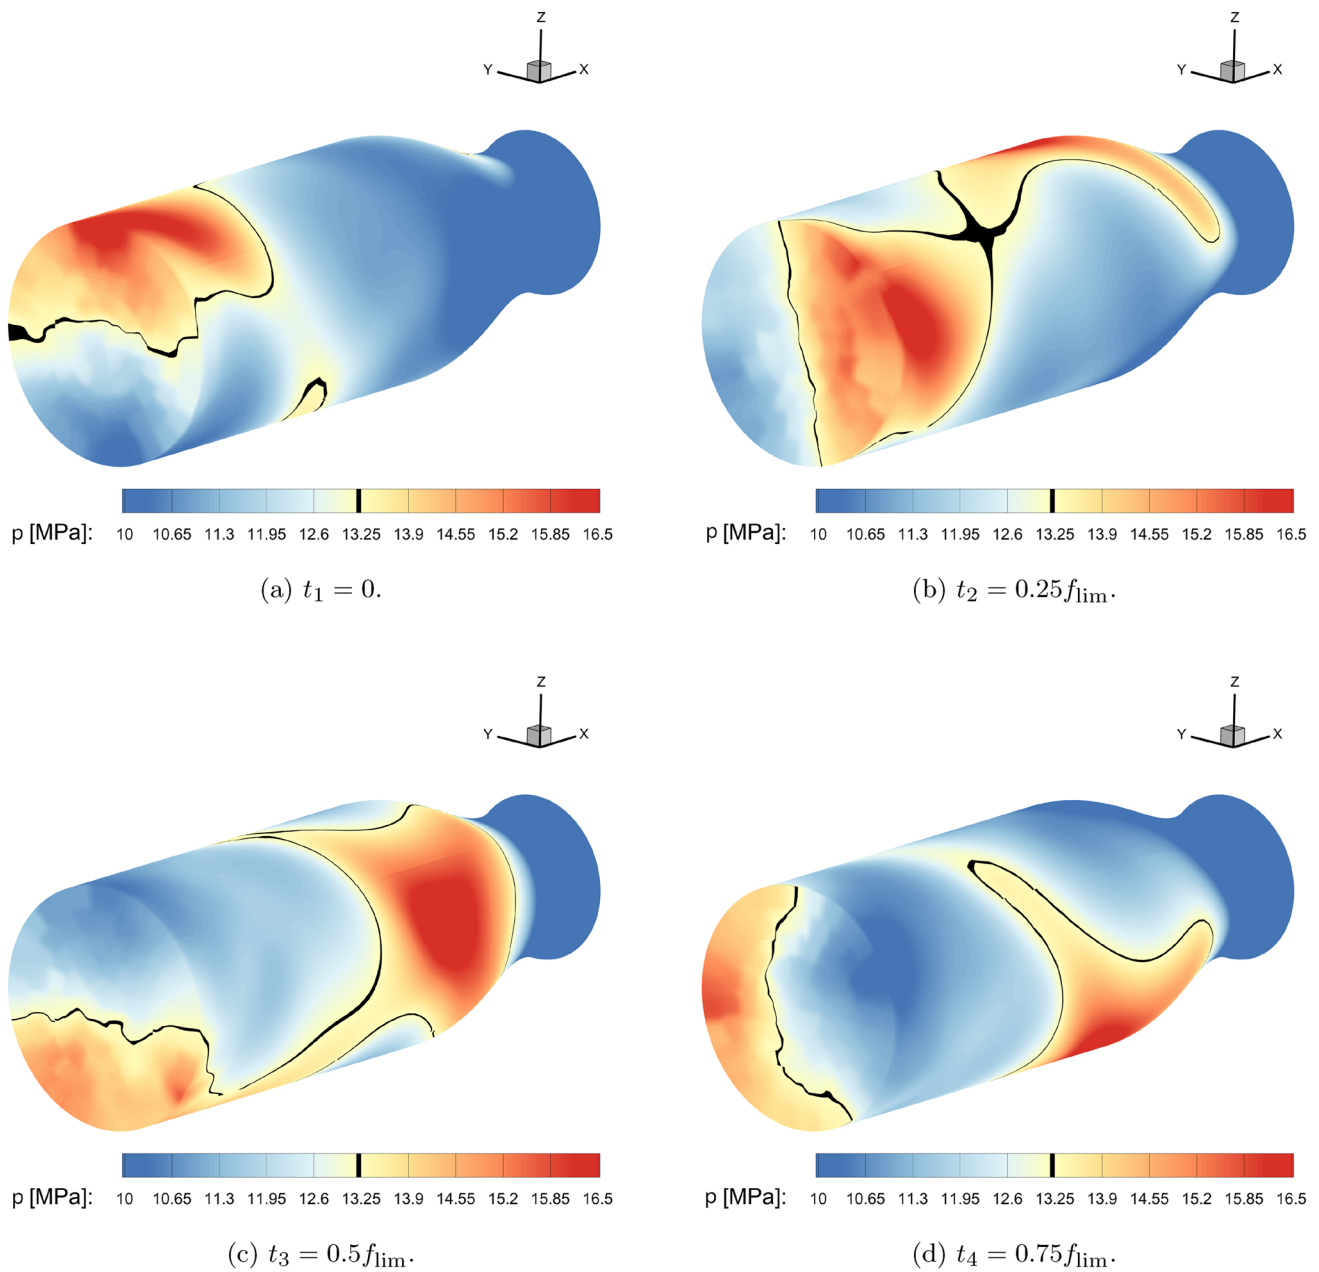 Z
Z
Y X
Y X
p [MPa]: 10 10.65 11.3 11.95 12.6 13.25 13.9 14.55 15.2 15.85 16.5
p [MPa]: 10 10.65 11.3 11.95 12.6 13.25 13.9 14.55 15.2 15.85 16.5
(a) t₁ = 0.
(b) t₂ = 0.25f_lim.
Z
Z
Y X
Y X
p [MPa]: 10 10.65 11.3 11.95 12.6 13.25 13.9 14.55 15.2 15.85 16.5
p [MPa]: 10 10.65 11.3 11.95 12.6 13.25 13.9 14.55 15.2 15.85 16.5
(c) t₃ = 0.5f_lim.
(d) t₄ = 0.75f_lim.